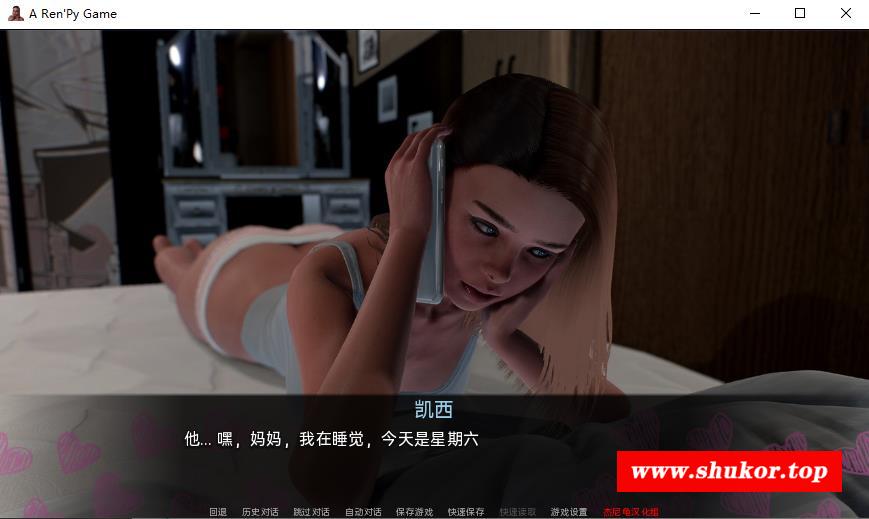 A Ren'Py Game
凯西
他... 嘿，妈妈，我在睡觉，今天是星期六
www.shukor.top
回退 历史对话 跳过对话 自动对话 保存游戏 快速保存 快速读取 游戏设置 杰尼龟汉化组